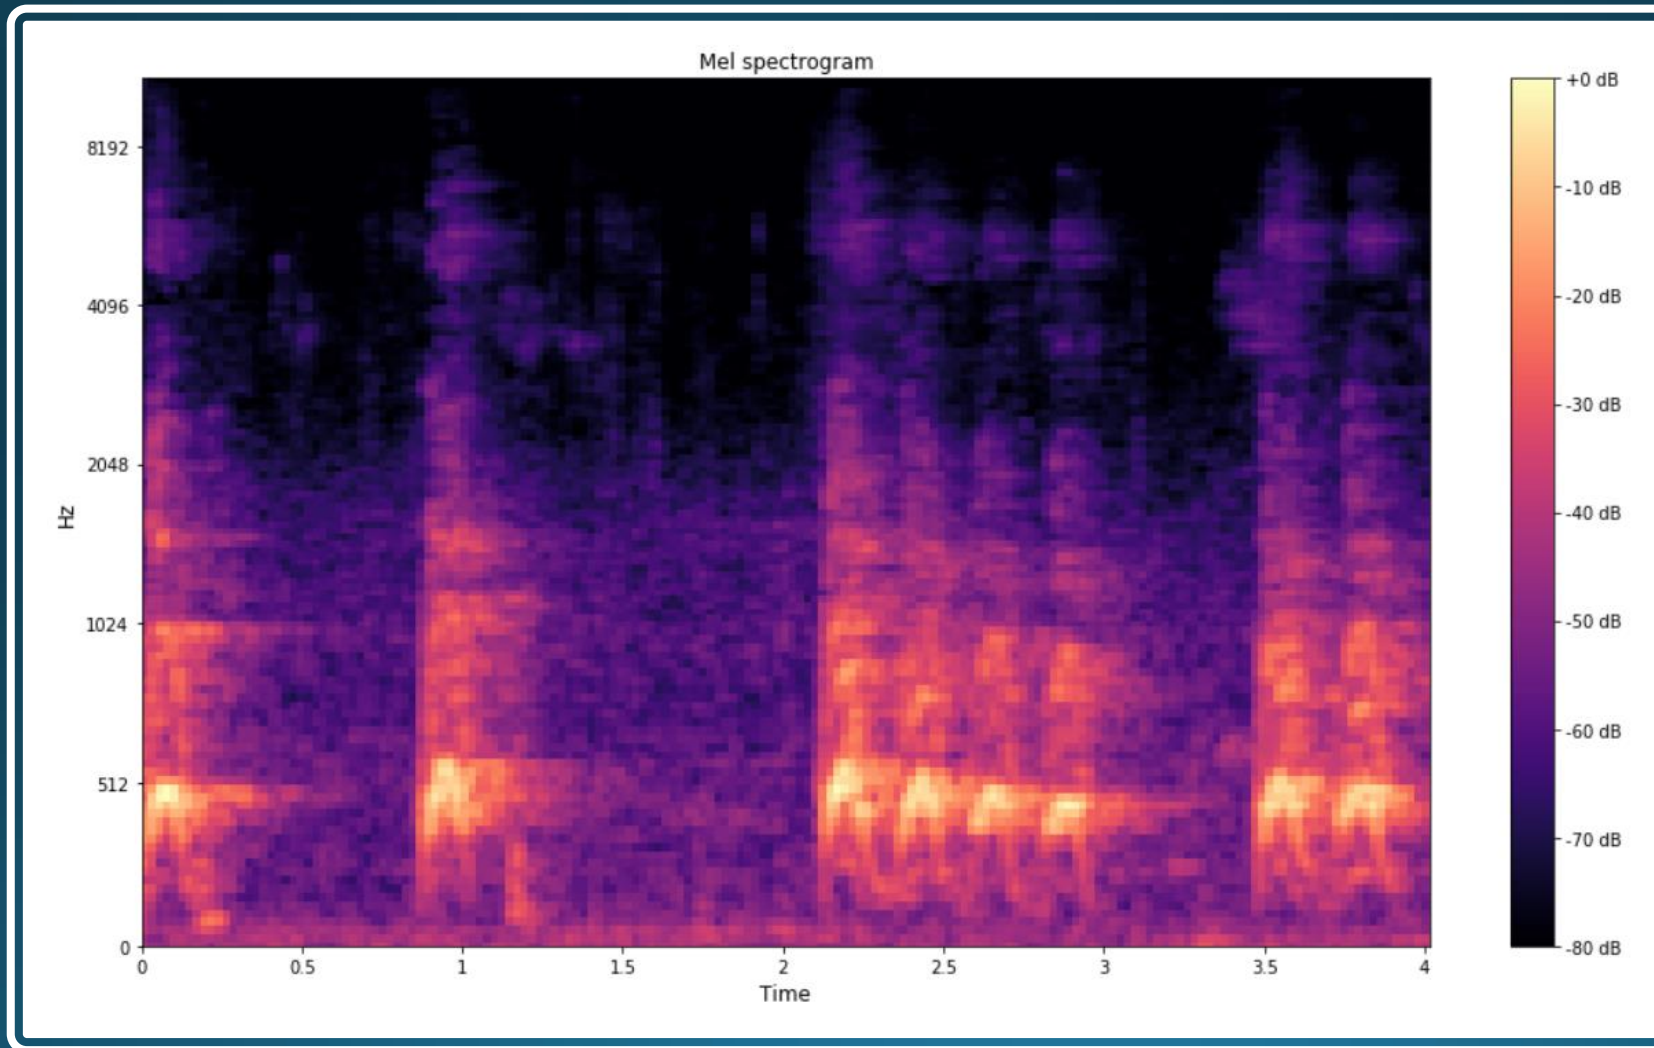 Mel spectrogram
Hz
8192
4096
2048
1024
512
0
0 0.5 1 1.5 2 2.5 3 3.5 4
Time
+0 dB
-10 dB
-20 dB
-30 dB
-40 dB
-50 dB
-60 dB
-70 dB
-80 dB